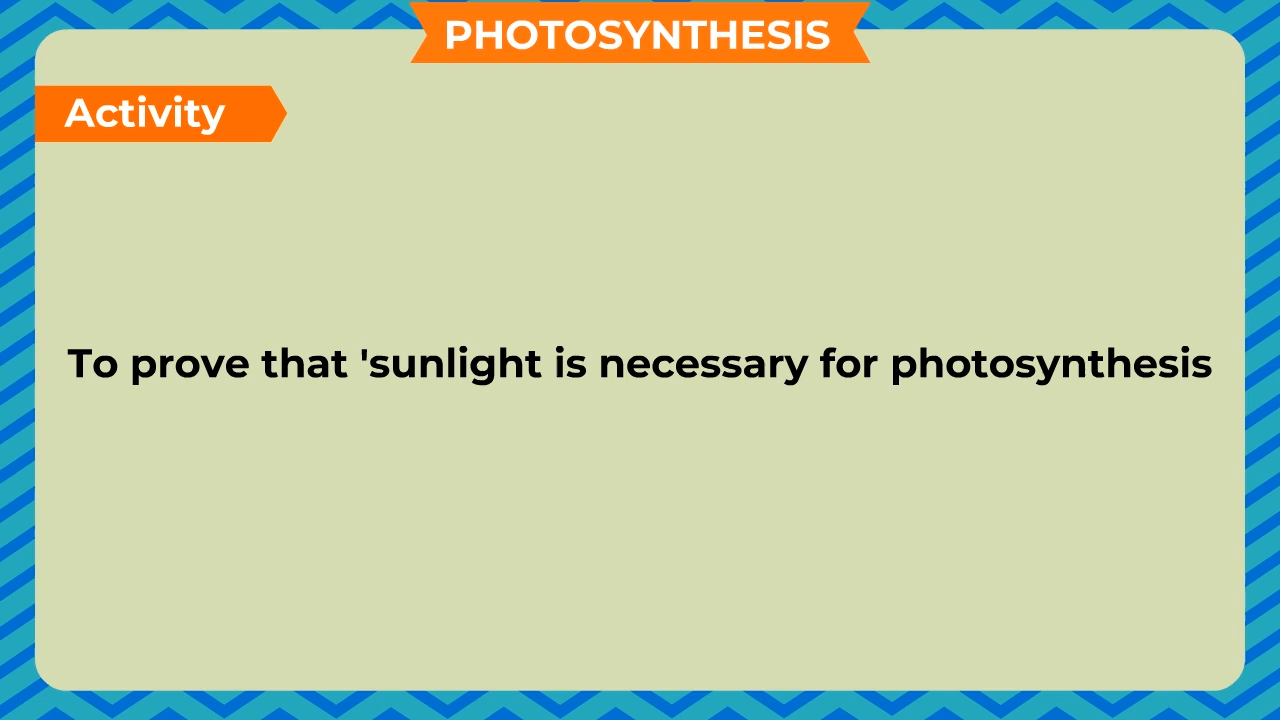 PHOTOSYNTHESIS
Activity
To prove that 'sunlight is necessary for photosynthesis